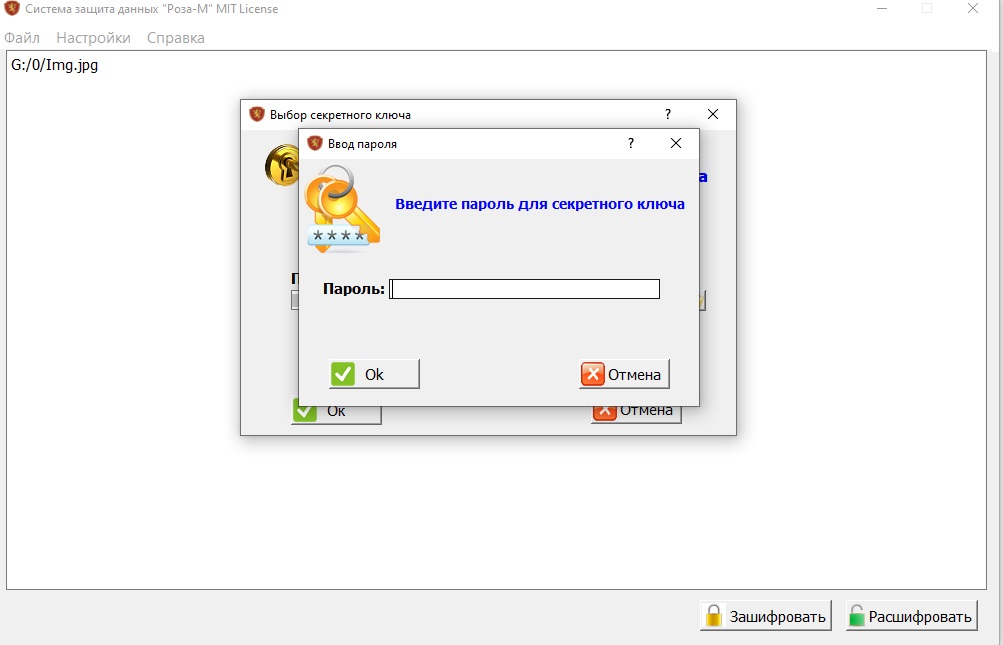 Система защита данных "Роза-М" MIT License
Файл Настройки Справка
G:/0/Img.jpg
Выбор секретного ключа ?
Ввод пароля ?
а
Введите пароль для секретного ключа
****
П
Пароль:
Ok Отмена
Ok Отмена
Зашифровать Расшифровать